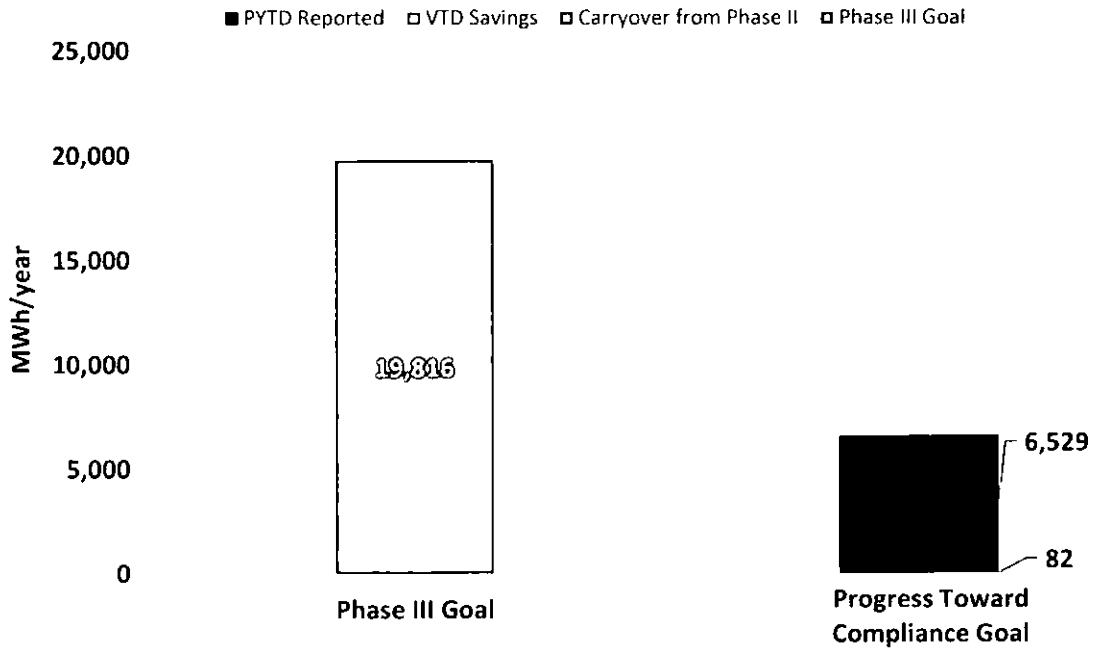 PYTD Reported VTD Savings Carryover from Phase II Phase III Goal
25,000
20,000
15,000
10,000
5,000
0
MWh/year
19,816
6,529
82
Phase III Goal
Progress Toward
Compliance Goal